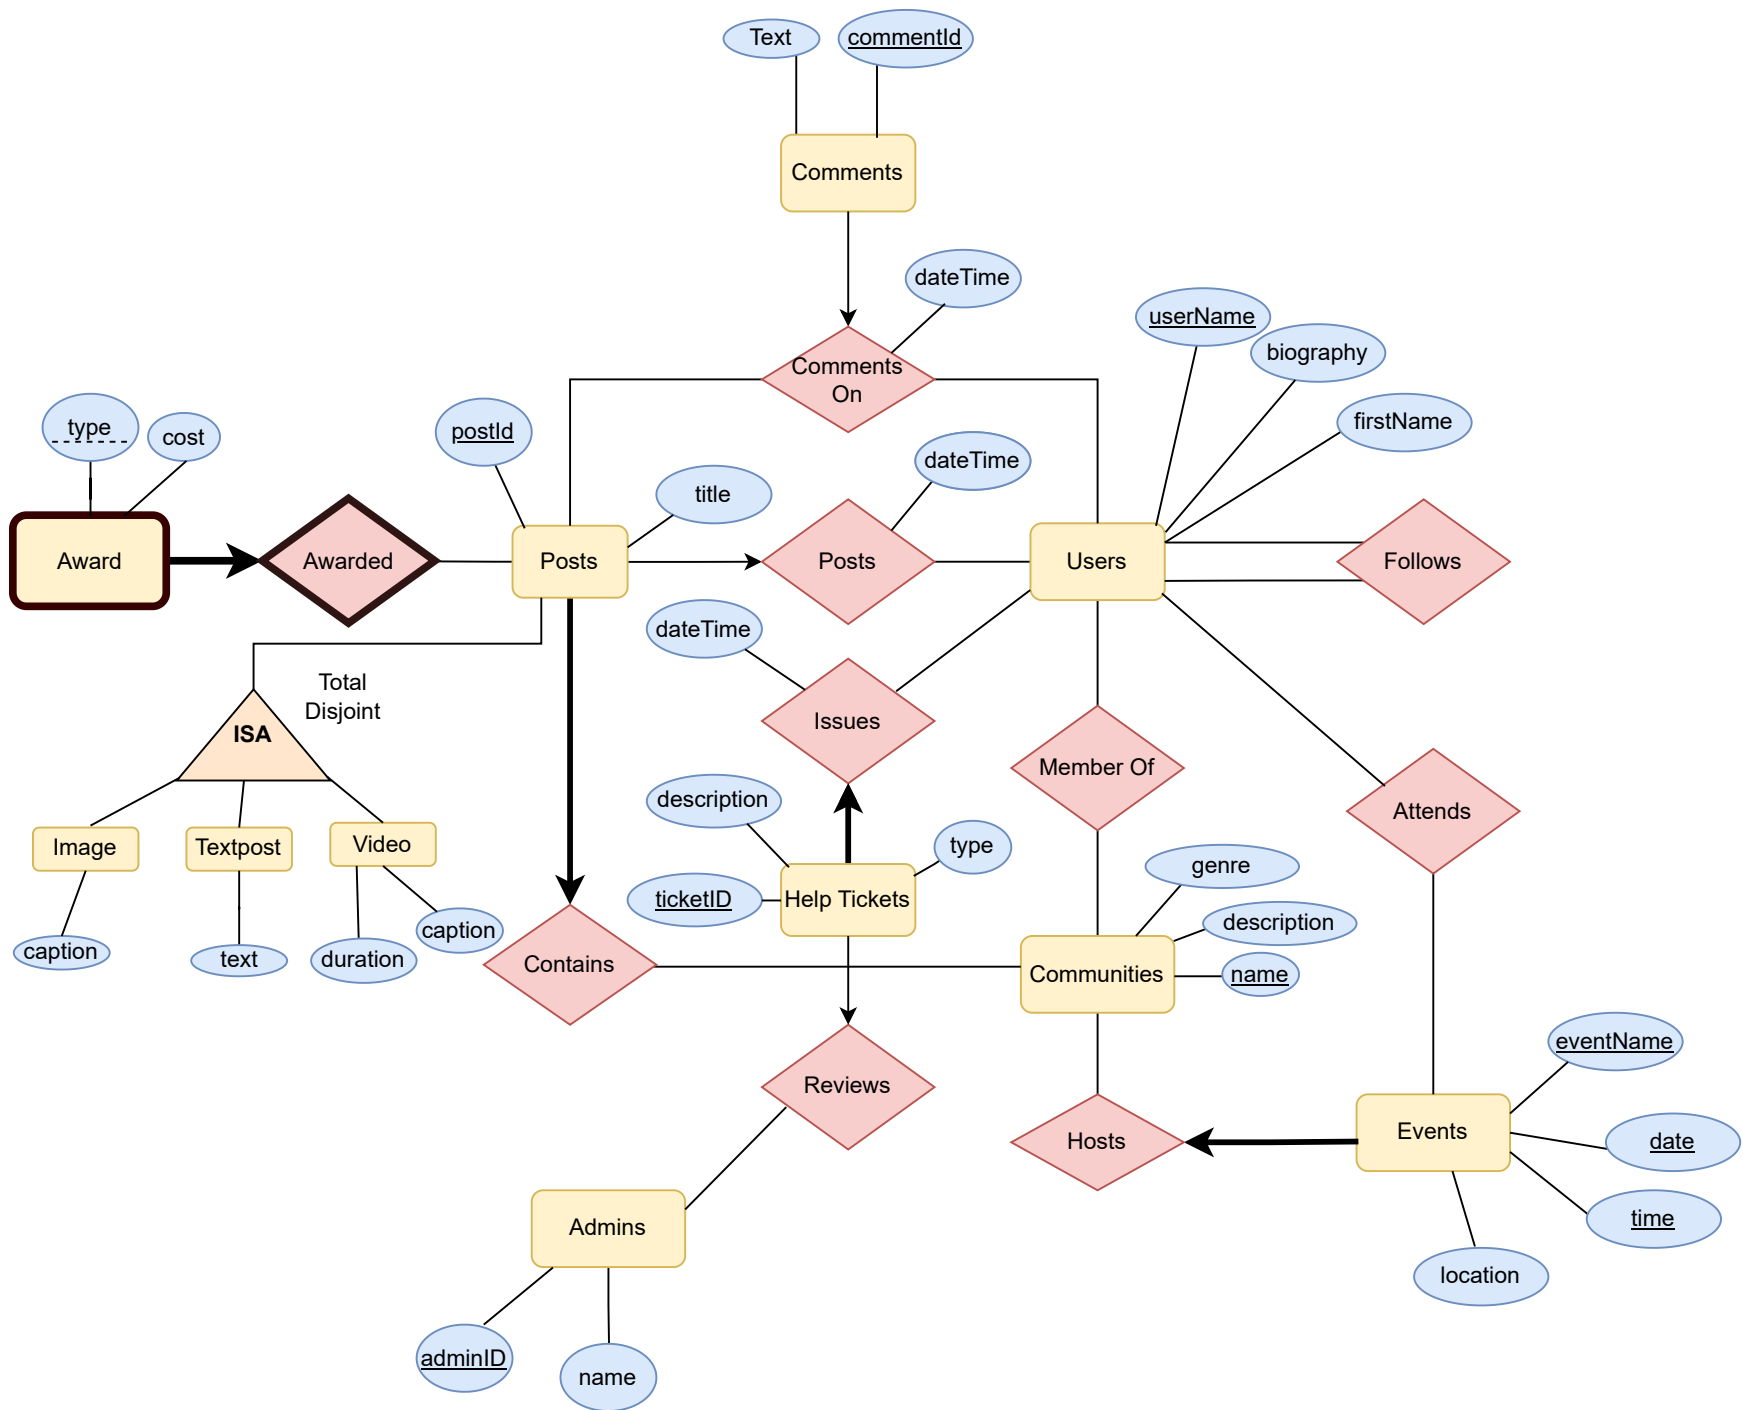 Text
commentId
Comments
dateTime
Comments
On
userName
biography
firstName
type
cost
postId
title
dateTime
Award
Awarded
Posts
Posts
Users
Follows
dateTime
Total
Disjoint
ISA
Issues
Member Of
Attends
description
type
Image
Textpost
Video
genre
ticketID
Help Tickets
description
caption
text
duration
caption
Contains
Communities
name
eventName
Reviews
Hosts
Events
date
time
Admins
location
adminID
name